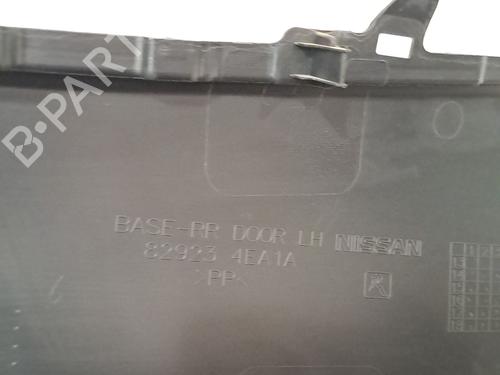 B-PARTS
BASE-RR DOOR LH NISSAN
82923 4EA1A
>PP<